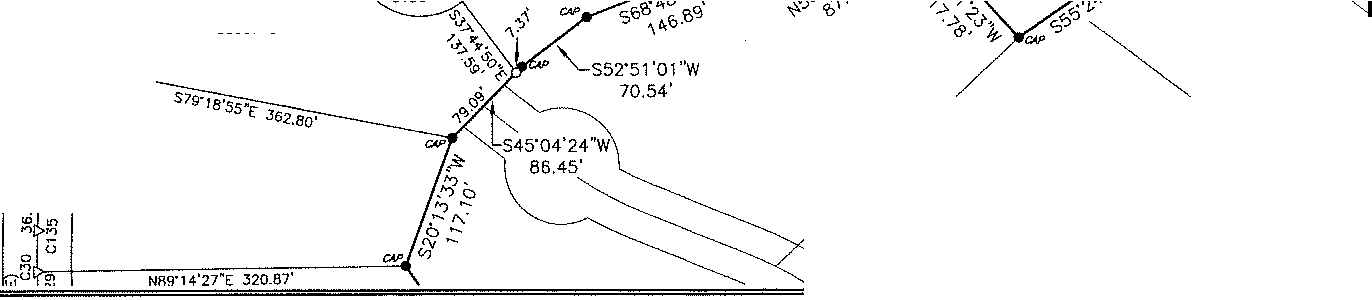 CAP
S68°48'
146.89'
7.37'
S37°44'50"E
137.59'
CAP
S52°51'01"W
70.54'
S79°18'55"E 362.80'
79.09'
CAP
S45°04'24"W
86.45'
S20°13'33"W
117.10'
CAP
N89°14'27"E 320.87'
36.
C135
C30
87.
'23"W
17.78'
CAP
S55°2